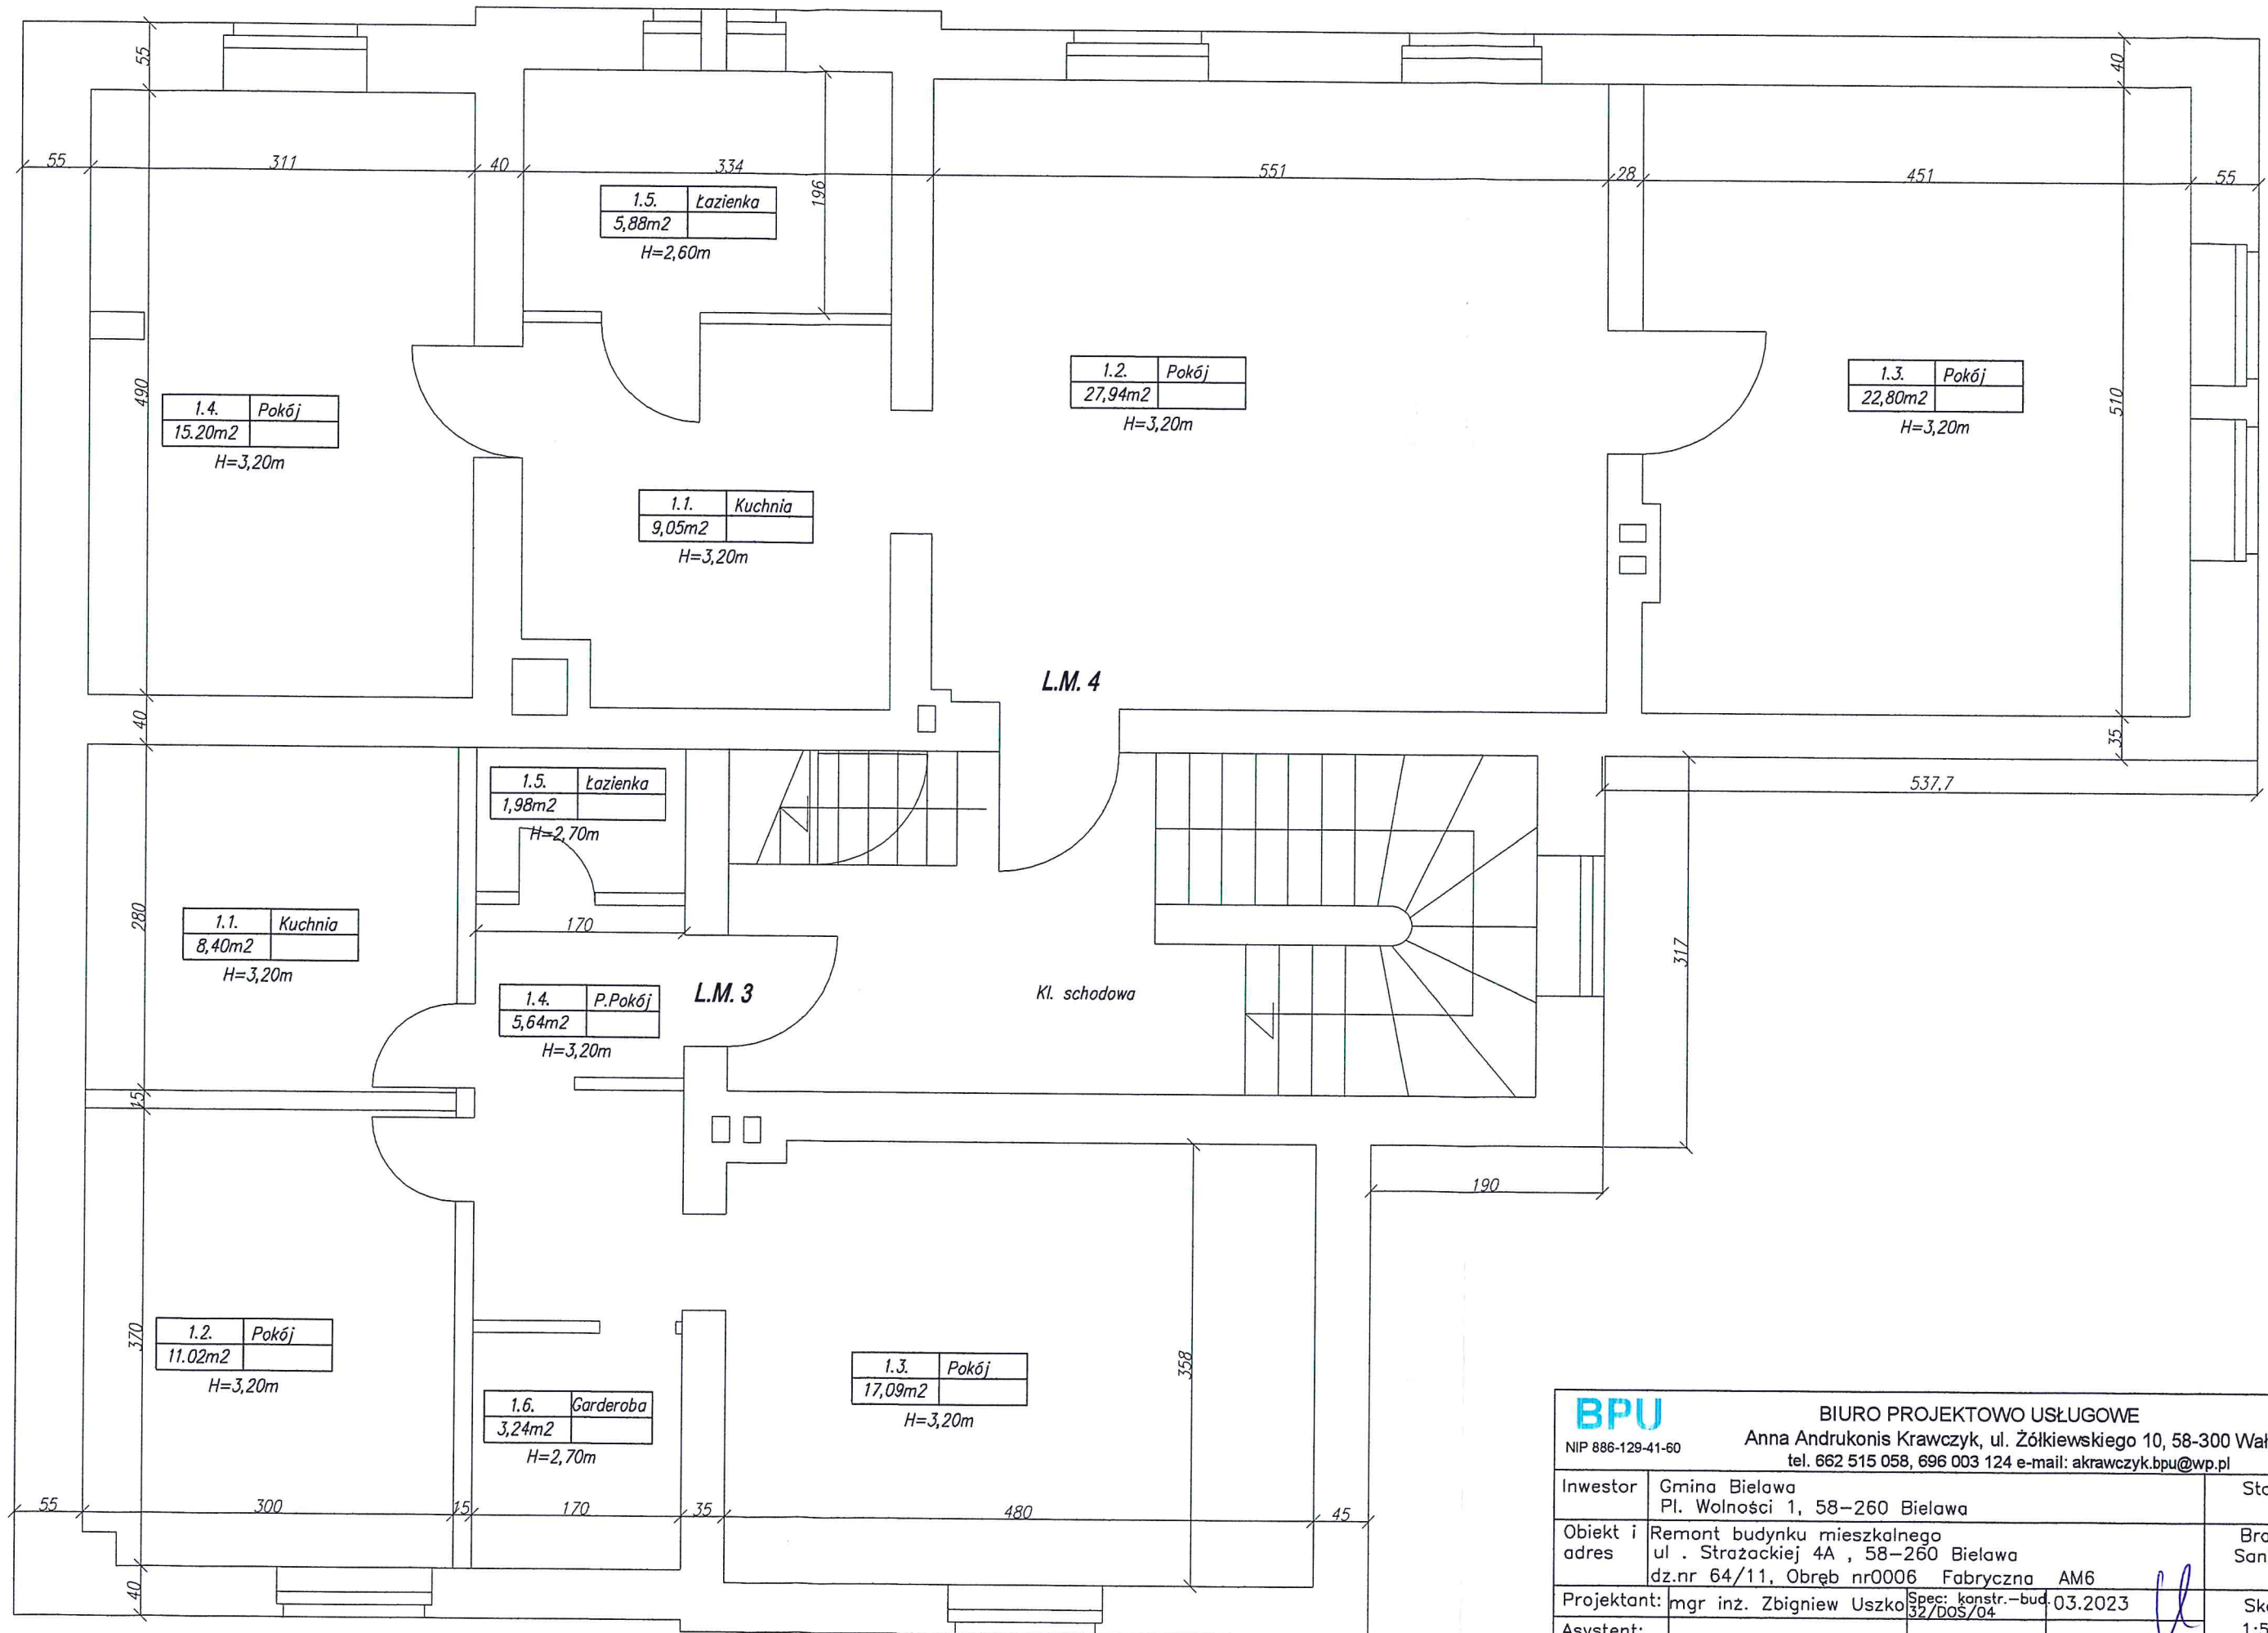 55
40
55
311
40
334
551
28
451
55
196
1.5. Łazienka
5,88m2
H=2,60m
490
1.4. Pokój
15.20m2
H=3,20m
1.2. Pokój
27,94m2
H=3,20m
1.3. Pokój
22,80m2
H=3,20m
510
1.1. Kuchnia
9,05m2
H=3,20m
L.M. 4
40
35
537,7
1.5. Łazienka
1,98m2
H=2,70m
280
1.1. Kuchnia
8,40m2
H=3,20m
170
317
1.4. P.Pokój
5,64m2
H=3,20m
L.M. 3
Kl. schodowa
15
190
370
1.2. Pokój
11.02m2
H=3,20m
358
1.3. Pokój
17,09m2
H=3,20m
1.6. Garderoba
3,24m2
H=2,70m
55
300
15
170
35
480
45
40
BPU
NIP 886-129-41-60
BIURO PROJEKTOWO USŁUGOWE
Anna Andrukonis Krawczyk, ul. Żółkiewskiego 10, 58-300 Wał
tel. 662 515 058, 696 003 124 e-mail: akrawczyk.bpu@wp.pl
Inwestor Gmina Bielawa
Pl. Wolności 1, 58-260 Bielawa
Obiekt i adres Remont budynku mieszkalnego
ul . Strażackiej 4A , 58-260 Bielawa
dz.nr 64/11, Obręb nr0006 Fabryczna AM6
Projektant: mgr inż. Zbigniew Uszko Spec: konstr.-bud. 32/DOŚ/04 03.2023
Asystent: